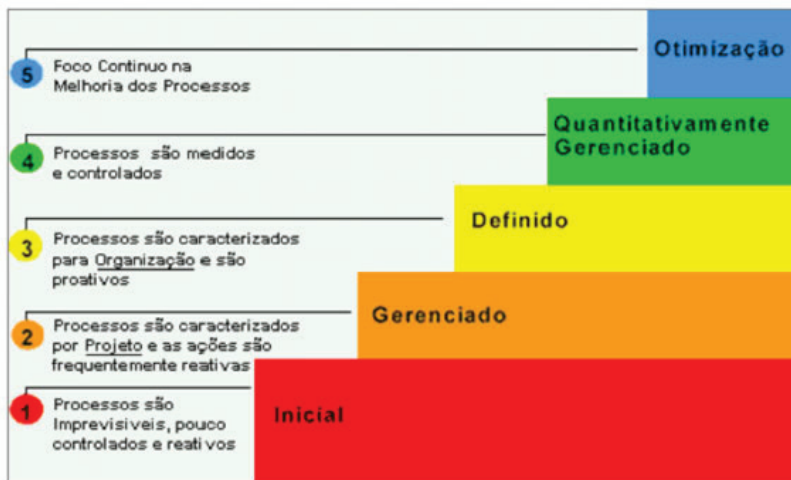 Otimização
5
Foco Continuo na
Melhoria dos Processos
Quantitativamente
Gerenciado
4
Processos são medidos
e controlados
Definido
3
Processos são caracterizados
para Organização e são
proativos
Gerenciado
2
Processos são caracterizados
por Projeto e as ações são
frequentemente reativas
Inicial
1
Processos são
Imprevisiveis, pouco
controlados e reativos